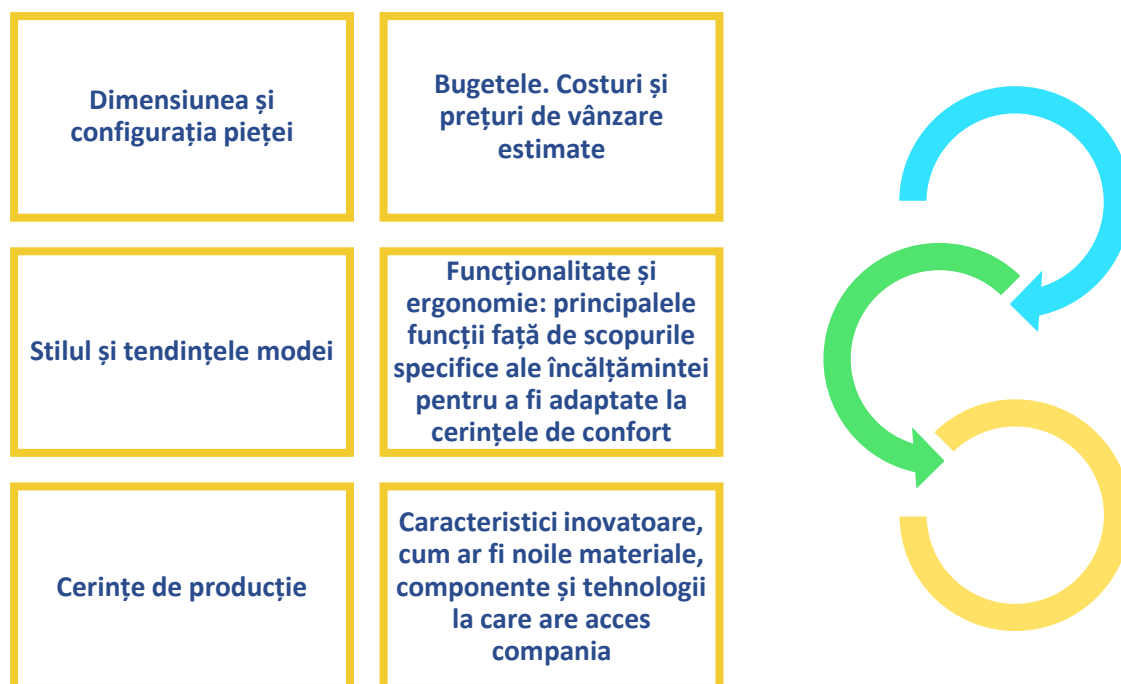 Dimensiunea și
configurația pieței
Bugetele. Costuri și
prețuri de vânzare
estimate
Stilul și tendințele modei
Funcționalitate și
ergonomie: principalele
funcții față de scopurile
specifice ale încălțămintei
pentru a fi adaptate la
cerințele de confort
Cerințe de producție
Caracteristici inovatoare,
cum ar fi noile materiale,
componente și tehnologii
la care are acces
compania